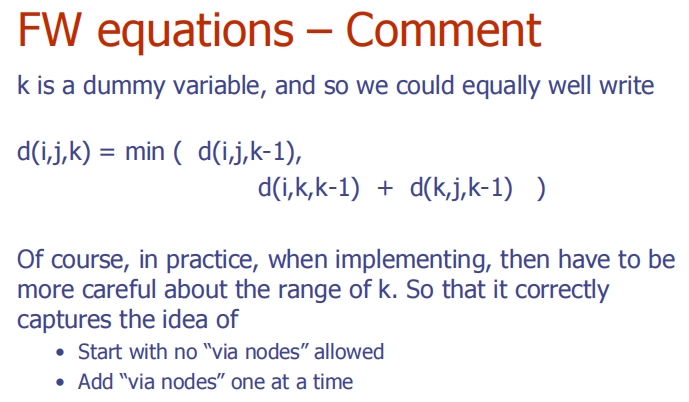 FW equations – Comment
k is a dummy variable, and so we could equally well write
d(i,j,k) = min ( d(i,j,k-1),
d(i,k,k-1) + d(k,j,k-1) )
Of course, in practice, when implementing, then have to be
more careful about the range of k. So that it correctly
captures the idea of
• Start with no “via nodes” allowed
• Add “via nodes” one at a time